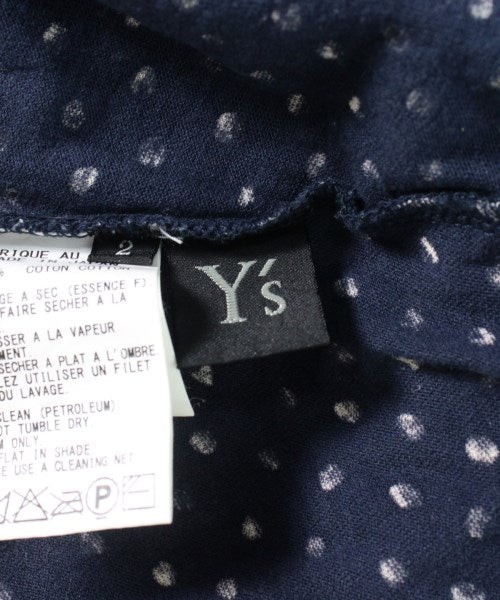 2
Y's
RIQUE AU
COTON COTTON
GE A SEC (ESSENCE F)
FAIRE SECHER A LA
SSER A LA VAPEUR
EMENT.
SECHER A PLAT A L'OMBRE.
LEZ UTILISER UN FILET
DU LAVAGE.
CLEAN (PETROLEUM)
OT TUMBLE DRY.
M ONLY.
FLAT IN SHADE
E USE A CLEANING NET
P